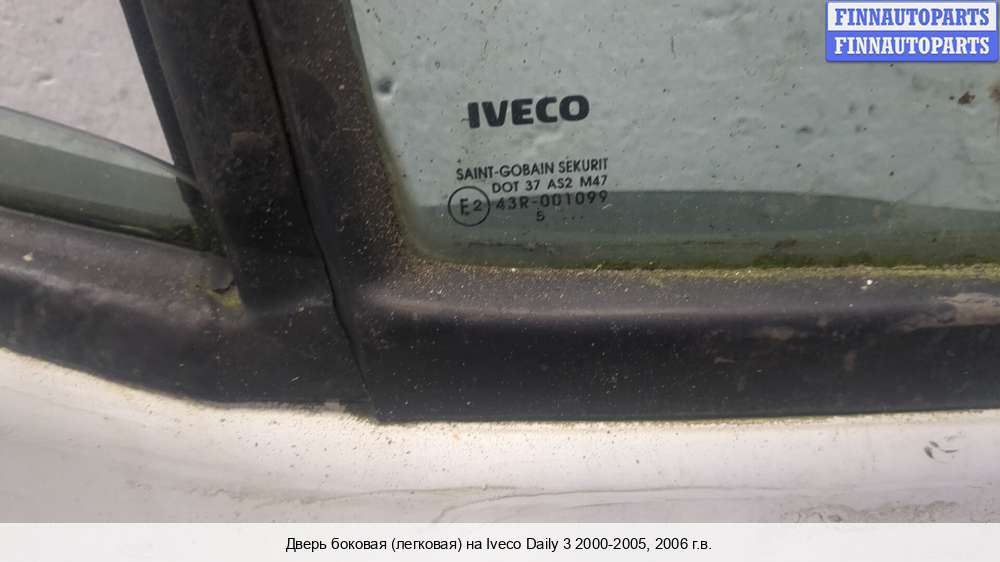 FINNAUTOPARTS
FINNAUTOPARTS
IVECO
SAINT-GOBAIN SEKURIT
DOT 37 AS2 M47
E2 43R-001099
5 ...
Дверь боковая (легковая) на Iveco Daily 3 2000-2005, 2006 г.в.